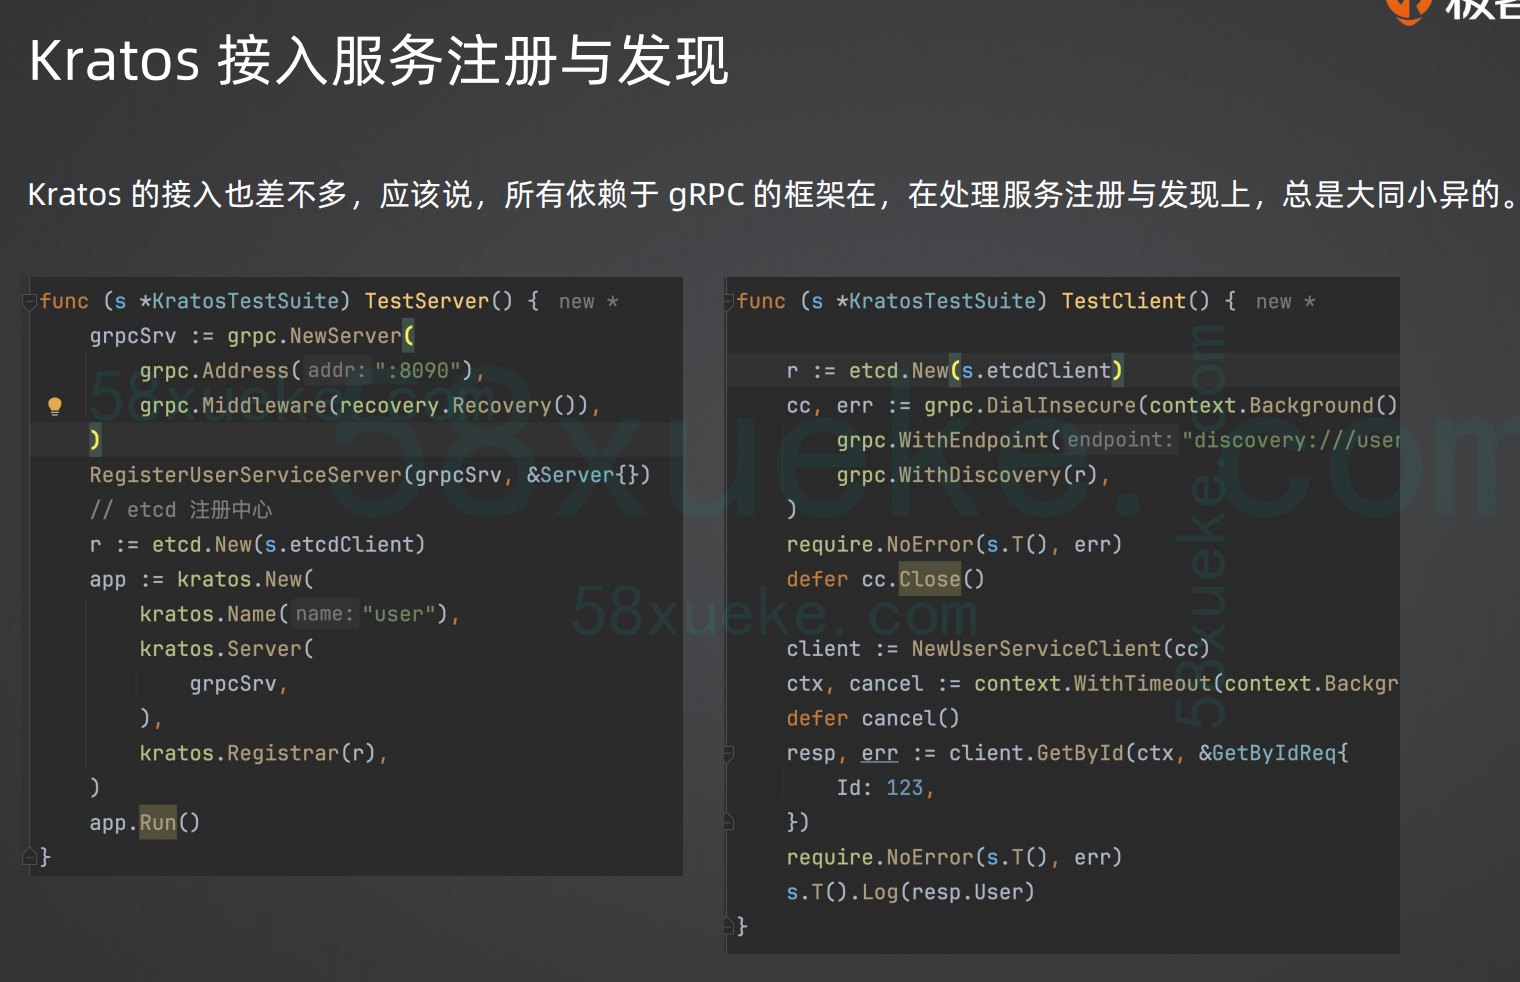 Kratos 接入服务注册与发现
Kratos 的接入也差不多，应该说，所有依赖于 gRPC 的框架在，在处理服务注册与发现上，总是大同小异的。
func (s *KratosTestSuite) TestServer() { new *
grpcSrv := grpc.NewServer(
grpc.Address( addr: ":8090"),
grpc.Middleware(recovery.Recovery()),
)
RegisterUserServiceServer(grpcSrv, &Server{})
// etcd 注册中心
r := etcd.New(s.etcdClient)
app := kratos.New(
kratos.Name( name: "user"),
kratos.Server(
grpcSrv,
),
kratos.Registrar(r),
)
app.Run()
}
func (s *KratosTestSuite) TestClient() { new *
r := etcd.New(s.etcdClient)
cc, err := grpc.DialInsecure(context.Background()
grpc.WithEndpoint( endpoint: "discovery:///user
grpc.WithDiscovery(r),
)
require.NoError(s.T(), err)
defer cc.Close()
client := NewUserServiceClient(cc)
ctx, cancel := context.WithTimeout(context.Backgr
defer cancel()
resp, err := client.GetById(ctx, &GetByIdReq{
Id: 123,
})
require.NoError(s.T(), err)
s.T().Log(resp.User)
}
58xueke.com
58xueke.com
58xueke.com
58xueke.com